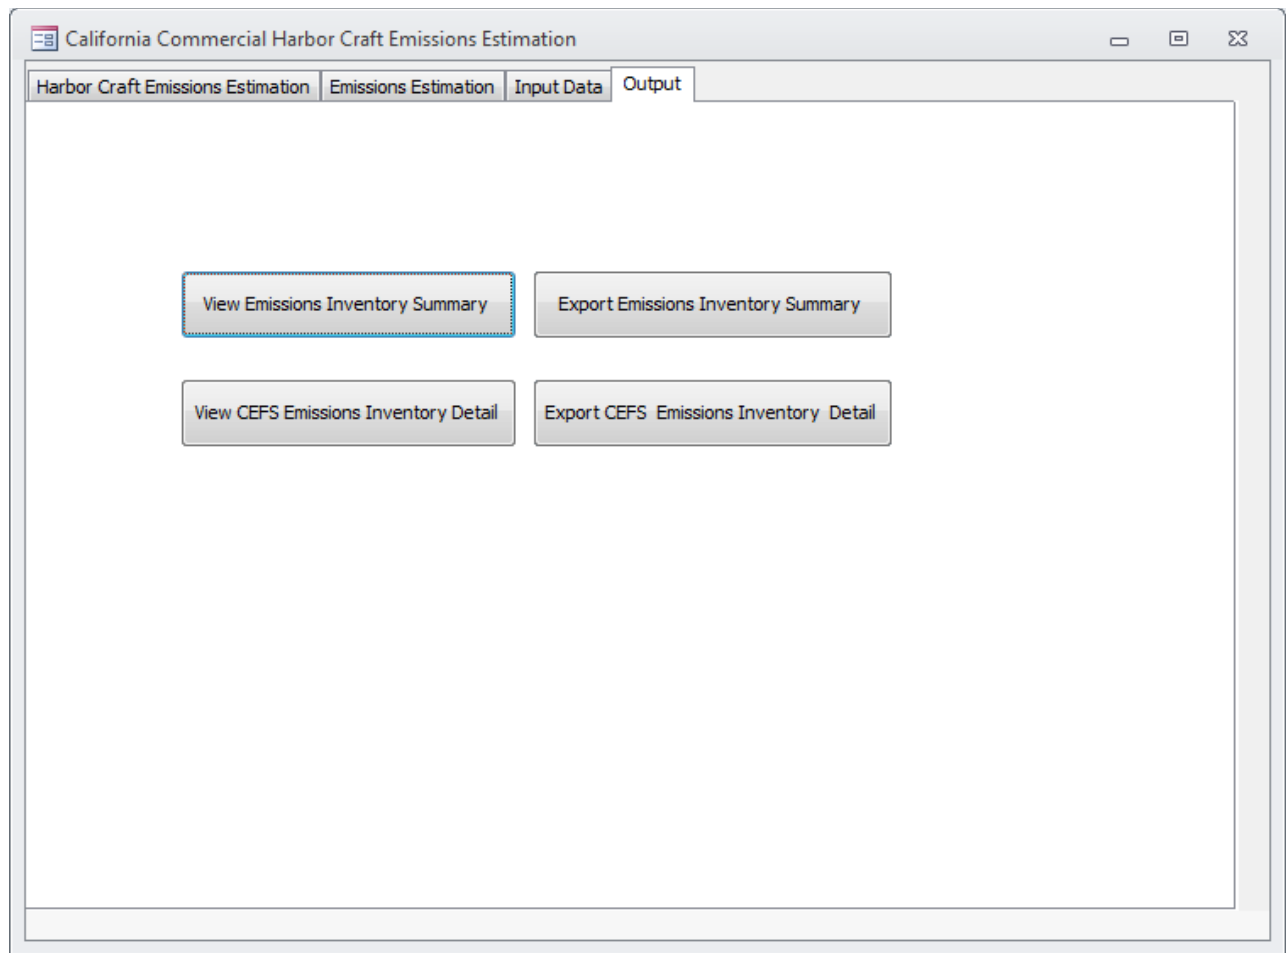 California Commercial Harbor Craft Emissions Estimation
Harbor Craft Emissions Estimation Emissions Estimation Input Data Output
View Emissions Inventory Summary Export Emissions Inventory Summary
View CEFS Emissions Inventory Detail Export CEFS  Emissions Inventory  Detail